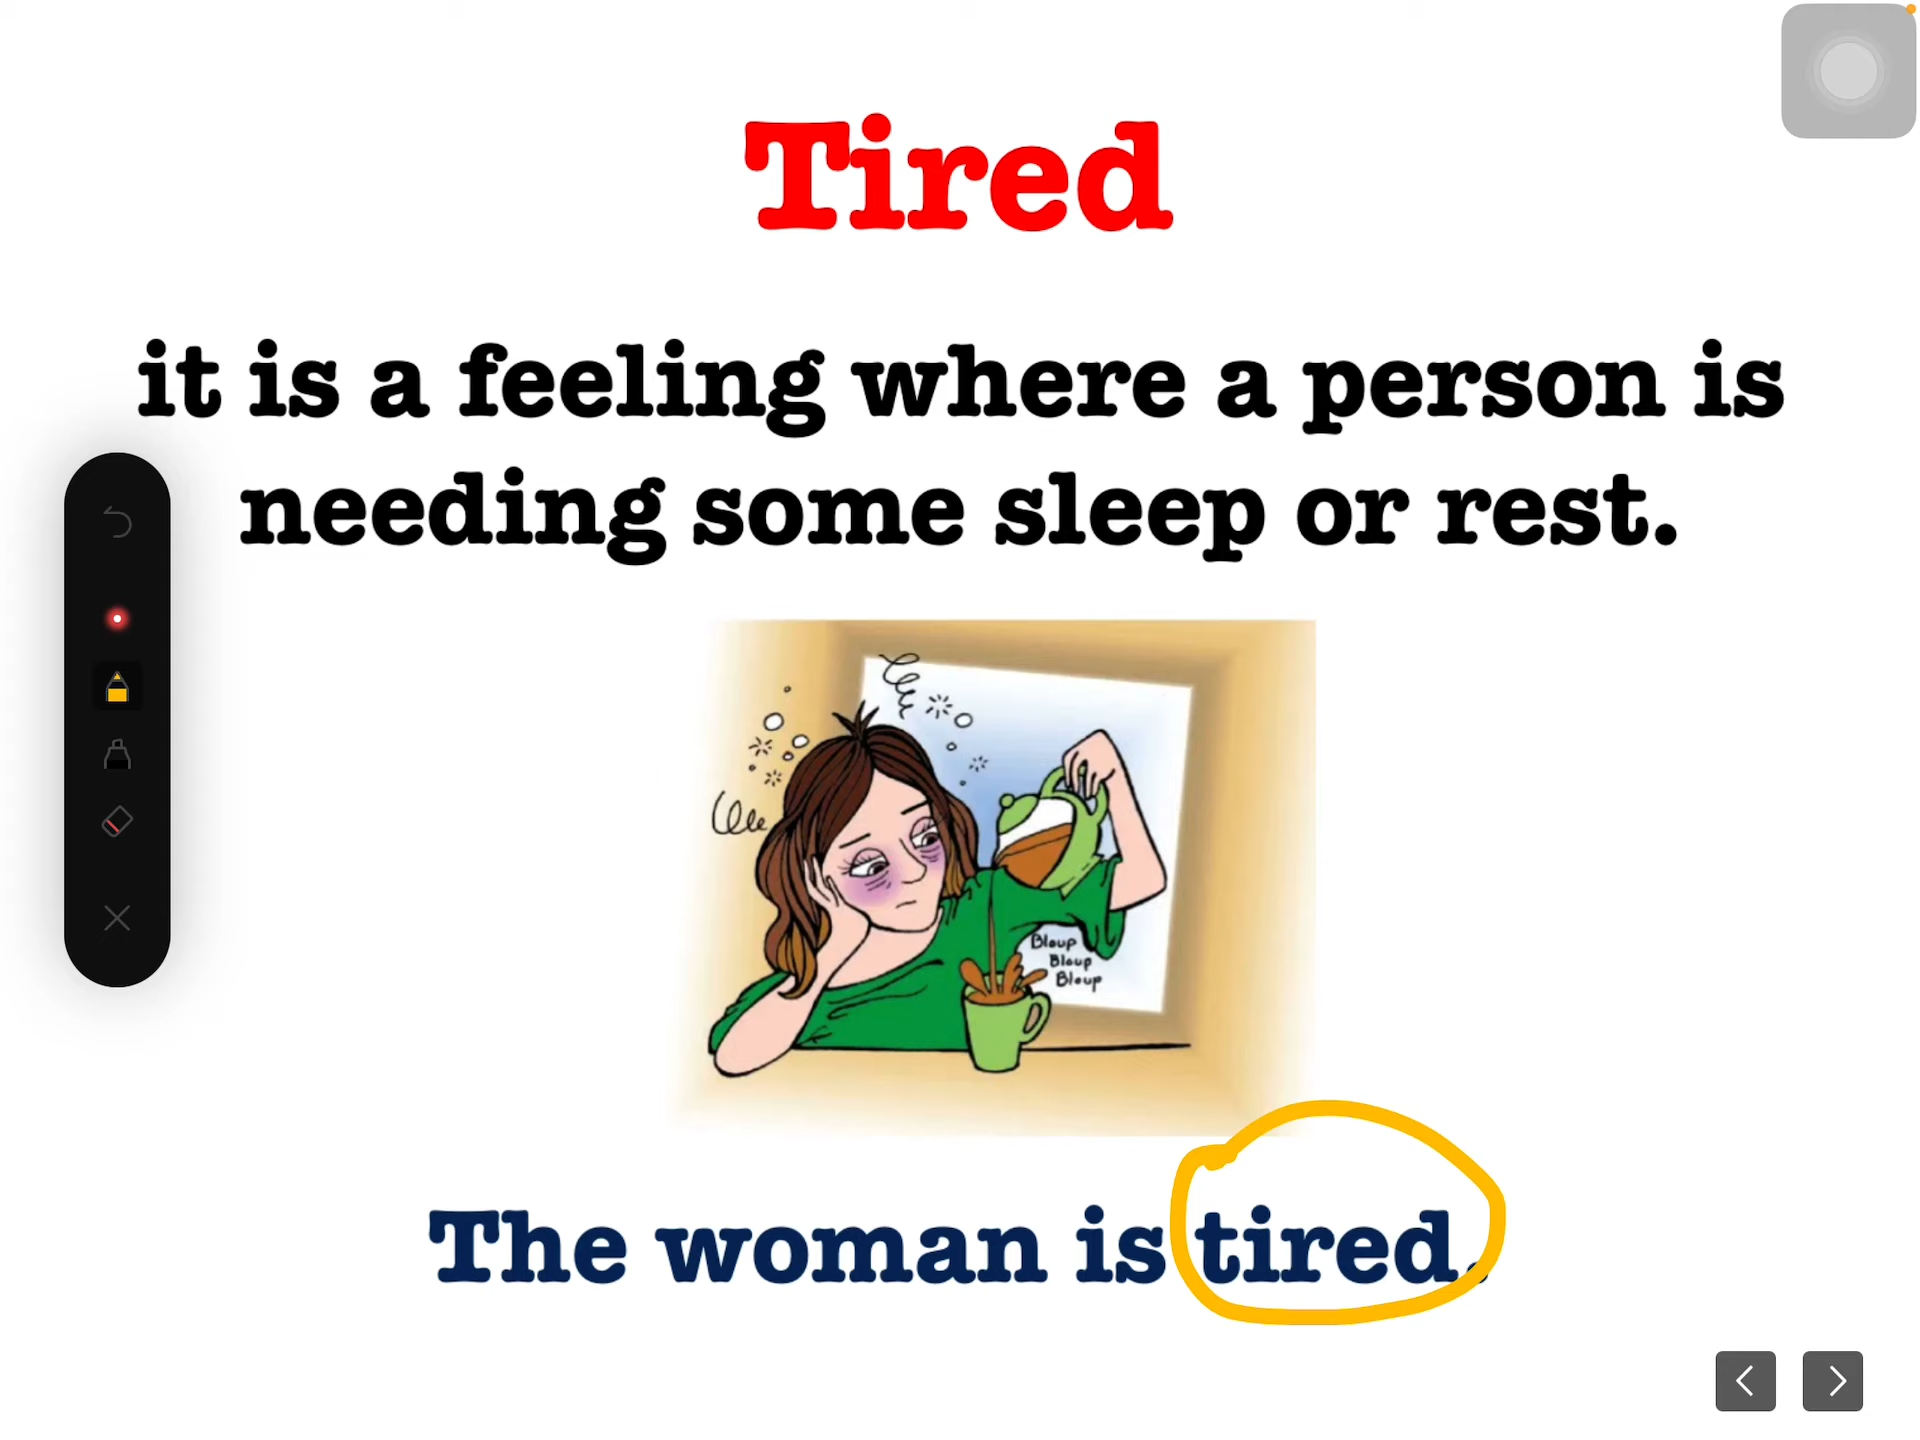 Tired
it is a feeling where a person is
needing some sleep or rest.
Bloup
Bloup
Bloup
The woman is tired.